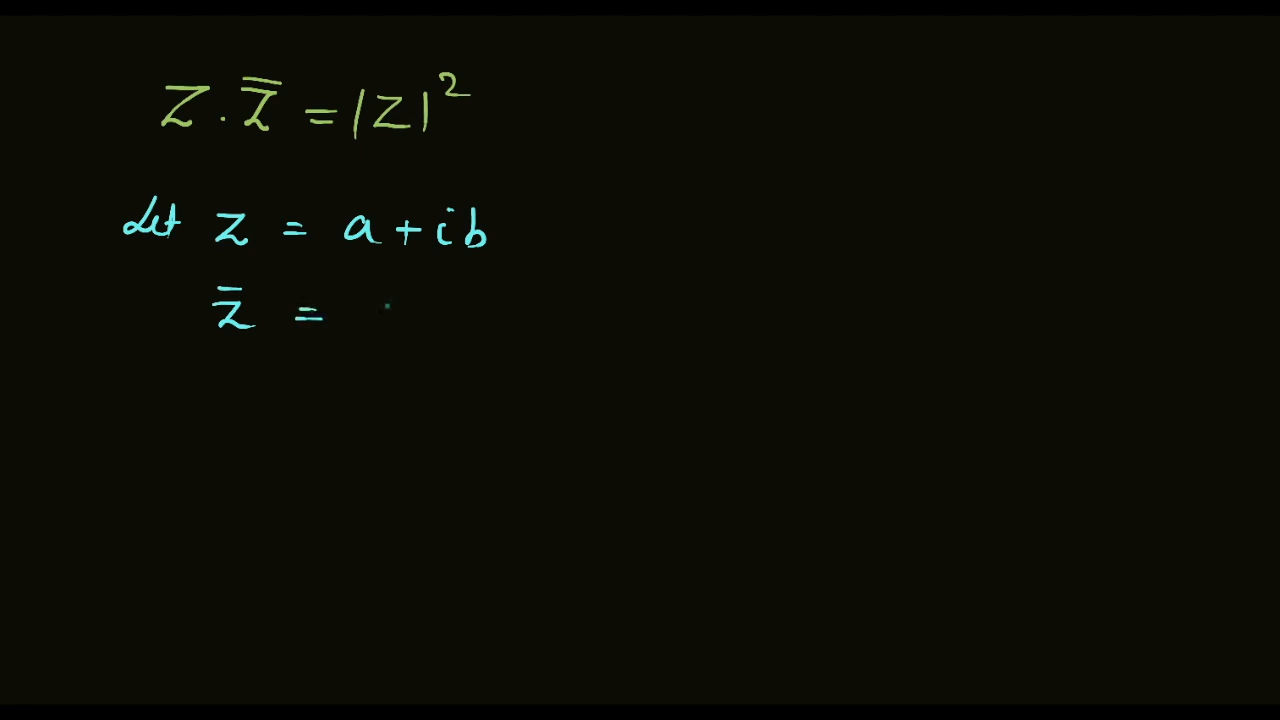 Z . z̅ = |Z|²
Let z = a + ib
z̅ =